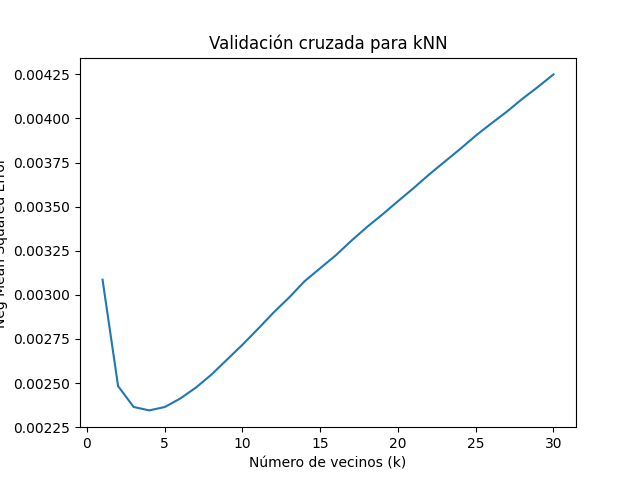 Validación cruzada para kNN
Neg Mean Squared Error
0.00425
0.00400
0.00375
0.00350
0.00325
0.00300
0.00275
0.00250
0.00225
0 5 10 15 20 25 30
Número de vecinos (k)